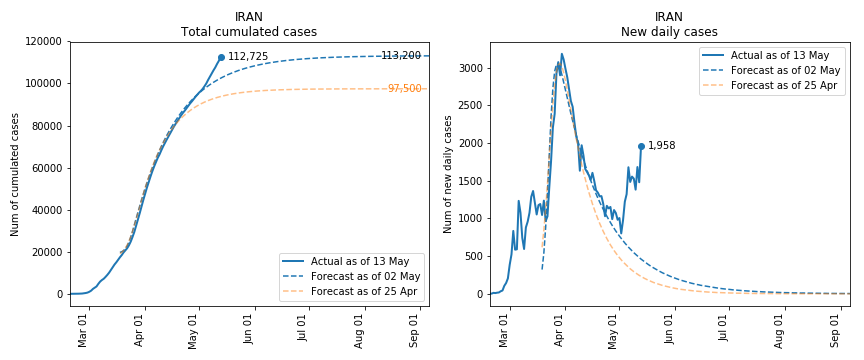 IRAN
Total cumulated cases
Num of cumulated cases
120000
100000
80000
60000
40000
20000
0
112,725
113,200
97,500
Actual as of 13 May
Forecast as of 02 May
Forecast as of 25 Apr
Mar 01
Apr 01
May 01
Jun 01
Jul 01
Aug 01
Sep 01
IRAN
New daily cases
Num of new daily cases
3000
2500
2000
1500
1000
500
0
1,958
Actual as of 13 May
Forecast as of 02 May
Forecast as of 25 Apr
Mar 01
Apr 01
May 01
Jun 01
Jul 01
Aug 01
Sep 01